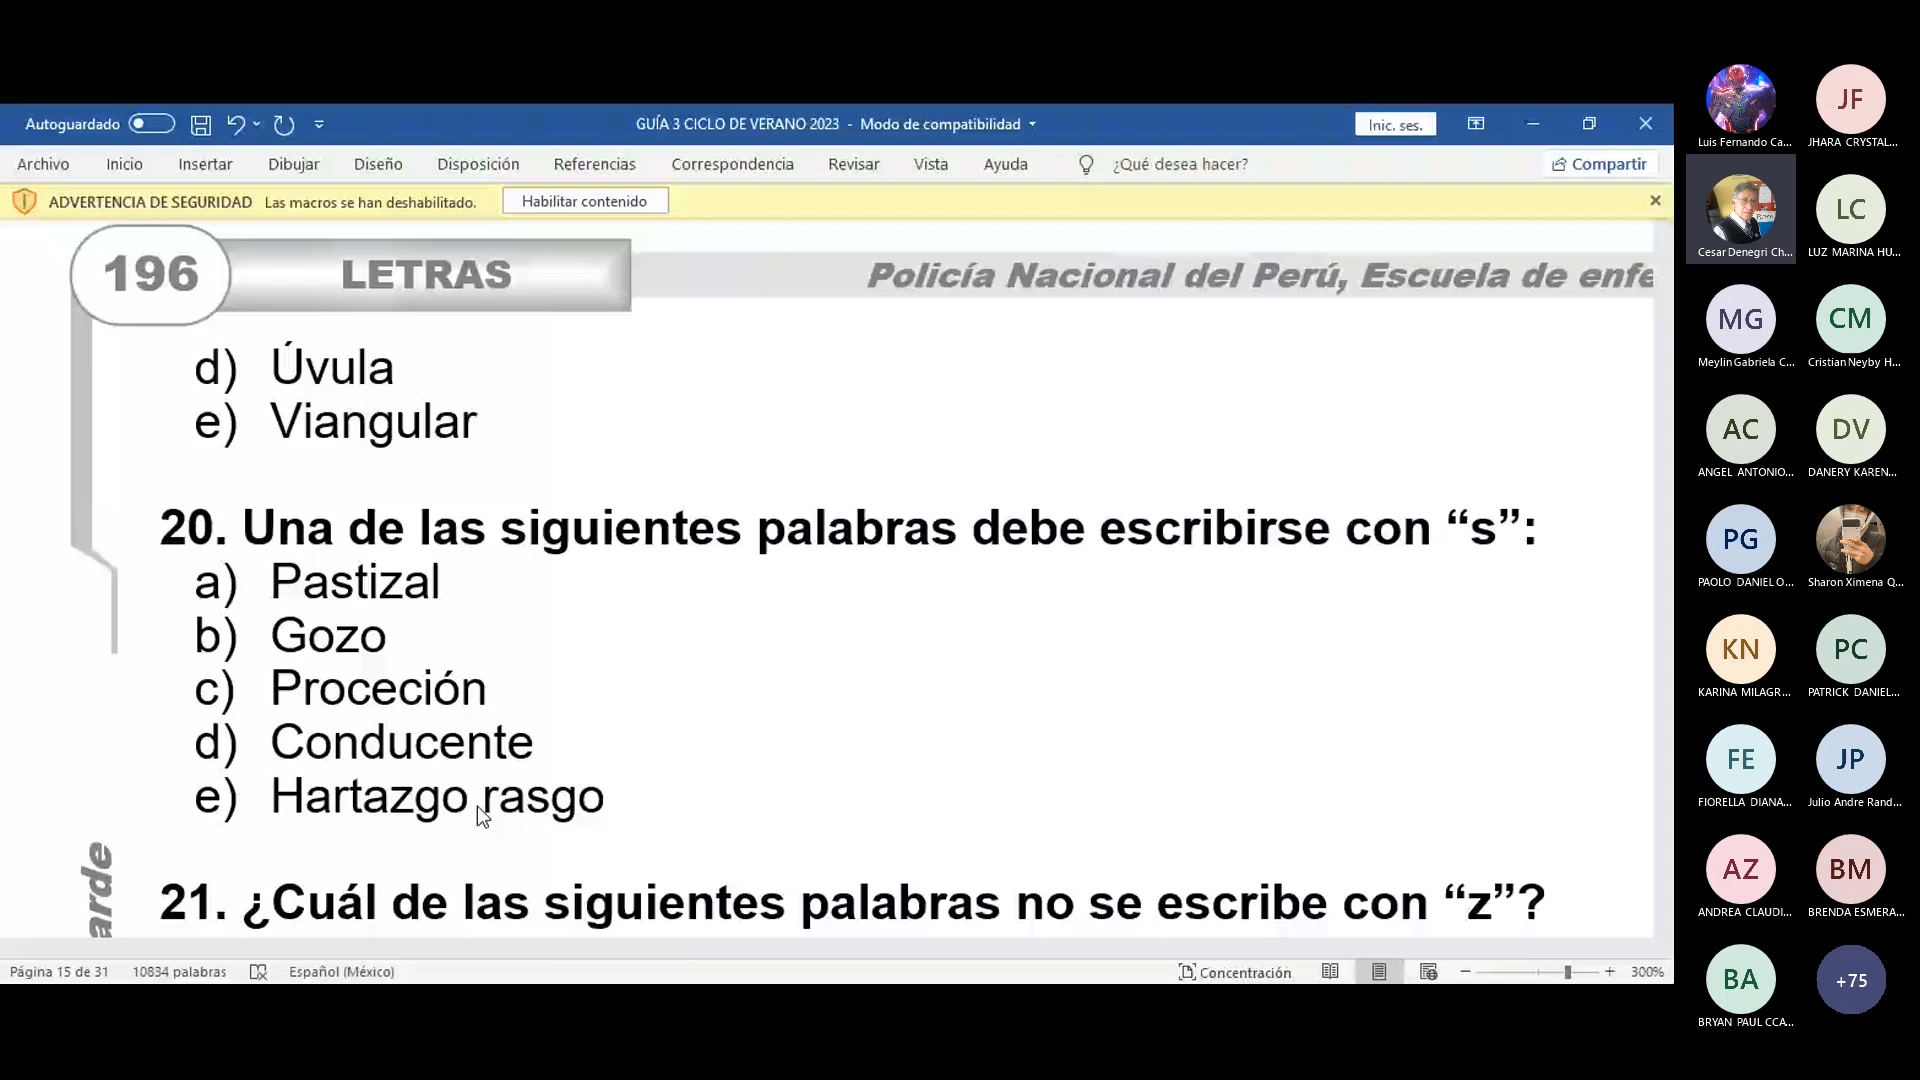 Autoguardado
GUÍA 3 CICLO DE VERANO 2023 - Modo de compatibilidad
Inic. ses.
Archivo Inicio Insertar Dibujar Diseño Disposición Referencias Correspondencia Revisar Vista Ayuda ¿Qué desea hacer? Compartir
ADVERTENCIA DE SEGURIDAD Las macros se han deshabilitado. Habilitar contenido
196 LETRAS Policía Nacional del Perú, Escuela de enfe
d) Úvula
e) Viangular
20. Una de las siguientes palabras debe escribirse con “s”:
a) Pastizal
b) Gozo
c) Proceción
d) Conducente
e) Hartazgo rasgo
arde
21. ¿Cuál de las siguientes palabras no se escribe con “z”?
Página 15 de 31 10834 palabras Español (México) Concentración 300%
Luis Fernando Ca...
JF
JHARA CRYSTAL...
Cesar Denegri Ch...
LC
LUZ MARINA HU...
MG
Meylin Gabriela C...
CM
Cristian Neyby H...
AC
ANGEL ANTONIO...
DV
DANERY KAREN...
PG
PAOLO DANIEL O...
Sharon Ximena Q...
KN
KARINA MILAGR...
PC
PATRICK DANIEL...
FE
FIORELLA DIANA...
JP
Julio Andre Rand...
AZ
ANDREA CLAUDI...
BM
BRENDA ESMERA...
BA
BRYAN PAUL CCA...
+75